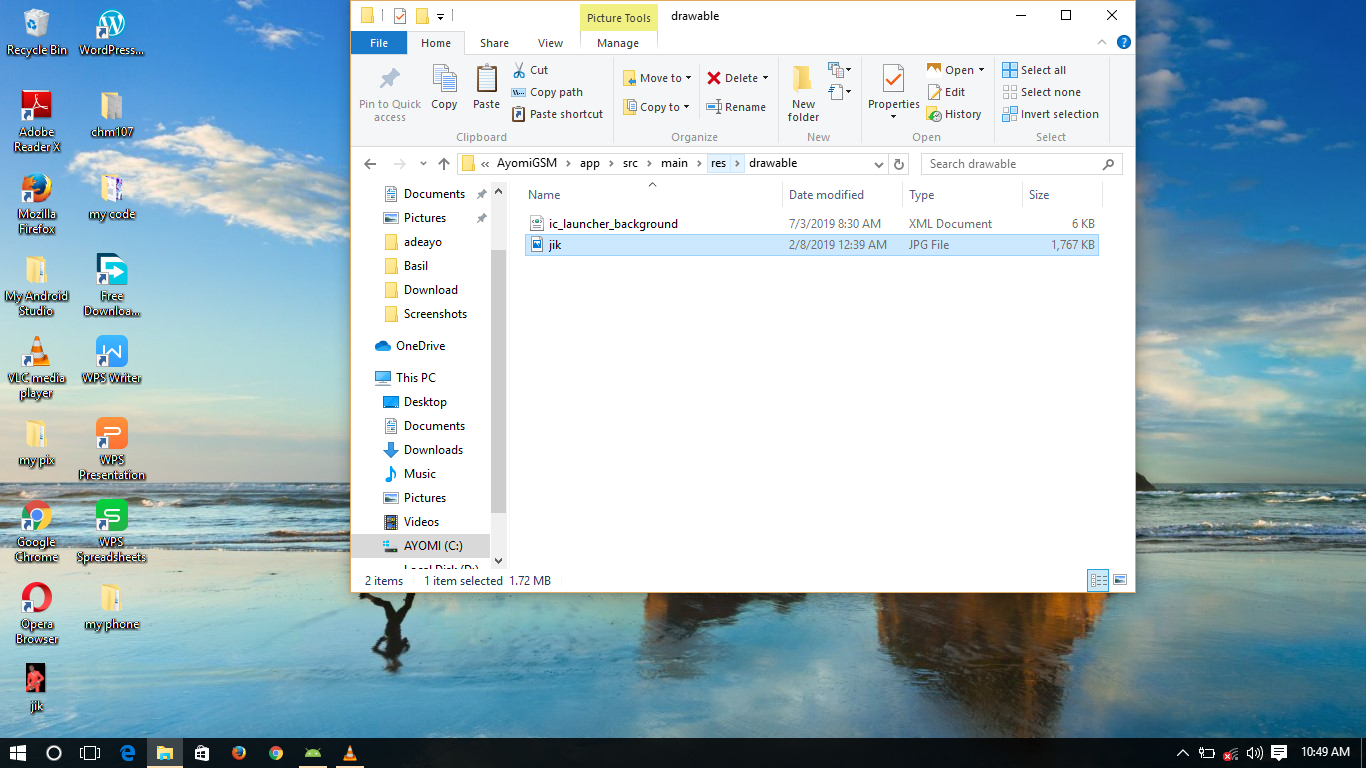 Recycle Bin
WordPress...
Adobe
Reader X
chm107
Mozilla
Firefox
my code
My Android
Studio
Free
Downloa...
VLC media
player
WPS Writer
my pix
WPS
Presentation
Google
Chrome
WPS
Spreadsheets
Opera
Browser
my phone
jik
Picture Tools
drawable
File
Home
Share
View
Manage
Pin to Quick
access
Copy
Paste
Cut
Copy path
Paste shortcut
Clipboard
Move to
Copy to
Delete
Rename
Organize
New
folder
New
Properties
Open
Edit
History
Open
Select all
Select none
Invert selection
Select
« AyomiGSM > app > src > main > res > drawable
Search drawable
Documents
Pictures
adeayo
Basil
Download
Screenshots
OneDrive
This PC
Desktop
Documents
Downloads
Music
Pictures
Videos
AYOMI (C:)
Local Disk (D:)
Name Date modified Type Size
ic_launcher_background 7/3/2019 8:30 AM XML Document 6 KB
jik 2/8/2019 12:39 AM JPG File 1,767 KB
2 items 1 item selected 1.72 MB
10:49 AM